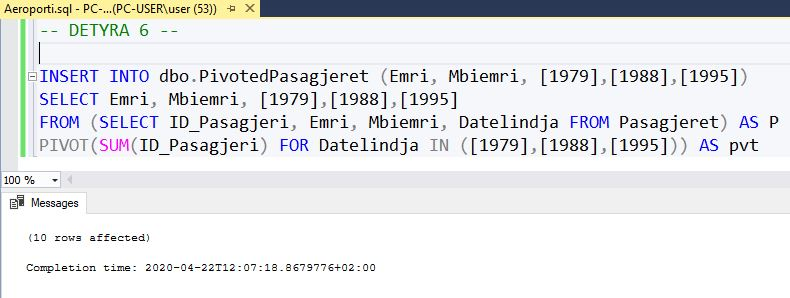 Aeroporti.sql - PC-...(PC-USER\user (53))
-- DETYRA 6 --
INSERT INTO dbo.PivotedPasagjeret (Emri, Mbiemri, [1979],[1988],[1995])
SELECT Emri, Mbiemri, [1979],[1988],[1995]
FROM (SELECT ID_Pasagjeri, Emri, Mbiemri, Datelindja FROM Pasagjeret) AS P
PIVOT(SUM(ID_Pasagjeri) FOR Datelindja IN ([1979],[1988],[1995])) AS pvt
100 %
Messages
(10 rows affected)
Completion time: 2020-04-22T12:07:18.8679776+02:00